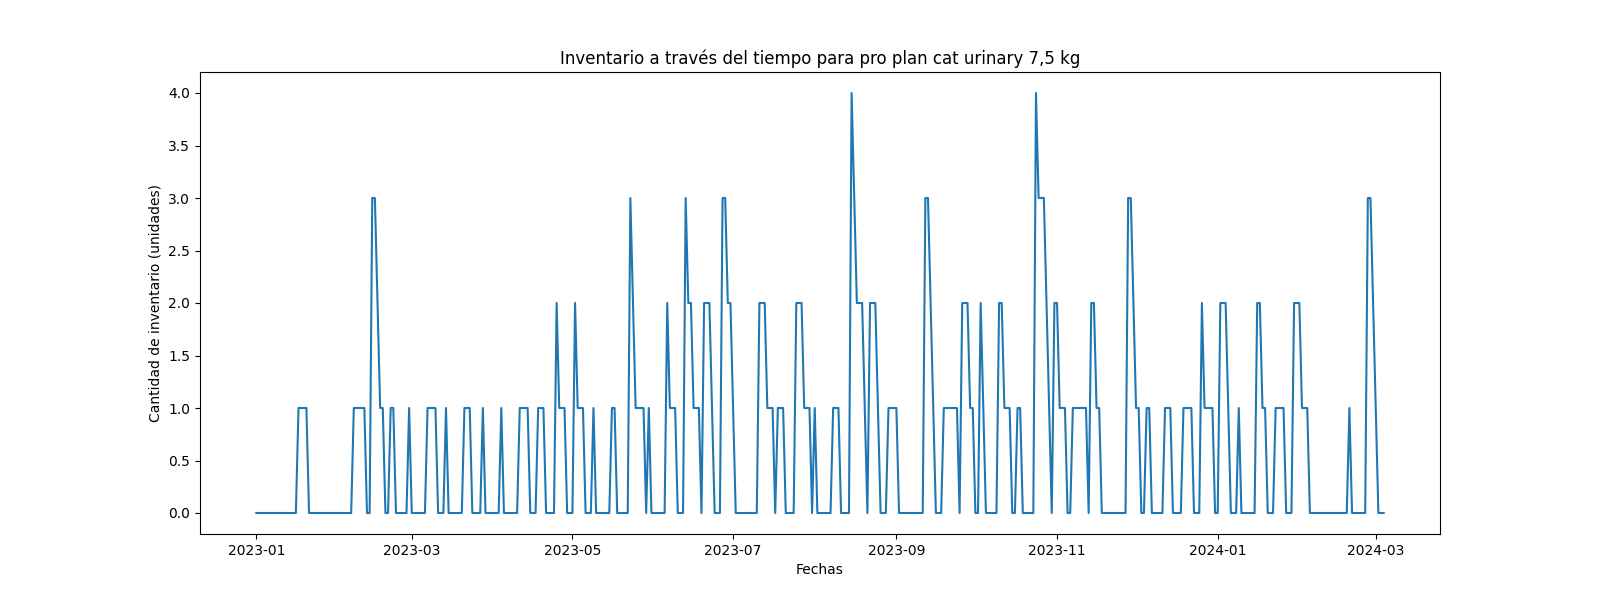 Inventario a través del tiempo para pro plan cat urinary 7,5 kg
Cantidad de inventario (unidades)
4.0
3.5
3.0
2.5
2.0
1.5
1.0
0.5
0.0
2023-01 2023-03 2023-05 2023-07 2023-09 2023-11 2024-01 2024-03
Fechas